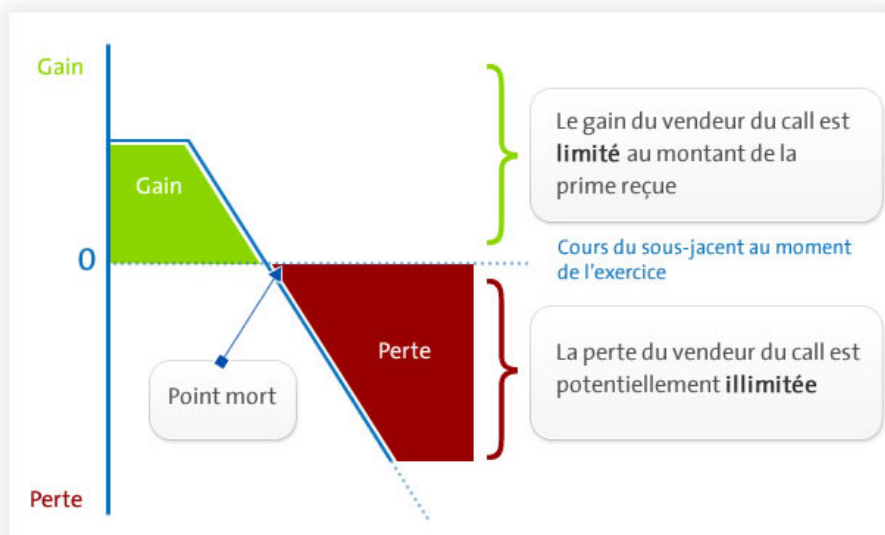 Gain
Le gain du vendeur du call est
limité au montant de la
prime reçue
Gain
0
Cours du sous-jacent au moment
de l'exercice
Perte
La perte du vendeur du call est
potentiellement illimitée
Point mort
Perte